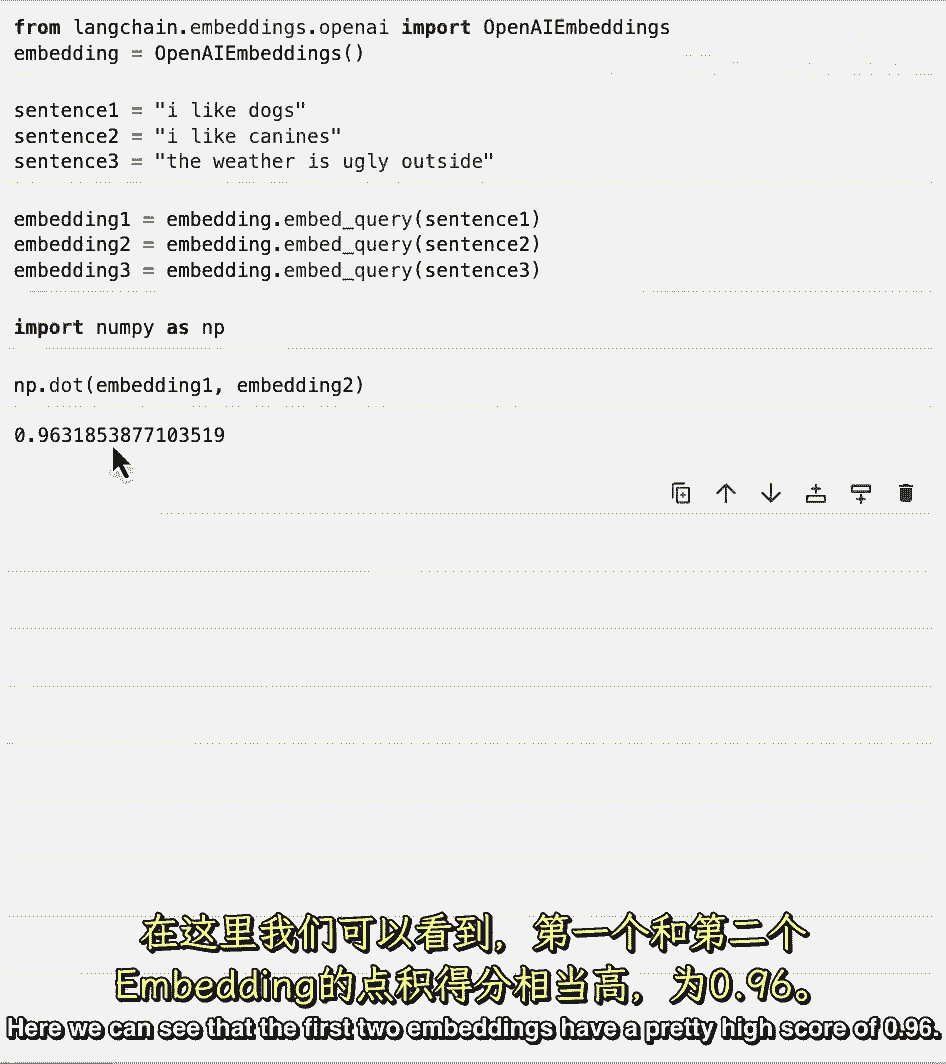 from langchain.embeddings.openai import OpenAIEmbeddings
embedding = OpenAIEmbeddings()
sentence1 = "i like dogs"
sentence2 = "i like canines"
sentence3 = "the weather is ugly outside"
embedding1 = embedding.embed_query(sentence1)
embedding2 = embedding.embed_query(sentence2)
embedding3 = embedding.embed_query(sentence3)
import numpy as np
np.dot(embedding1, embedding2)
0.9631853877103519
在这里我们可以看到，第一个和第二个
Embedding的点积得分相当高，为0.96。
Here we can see that the first two embeddings have a pretty high score of 0.96.